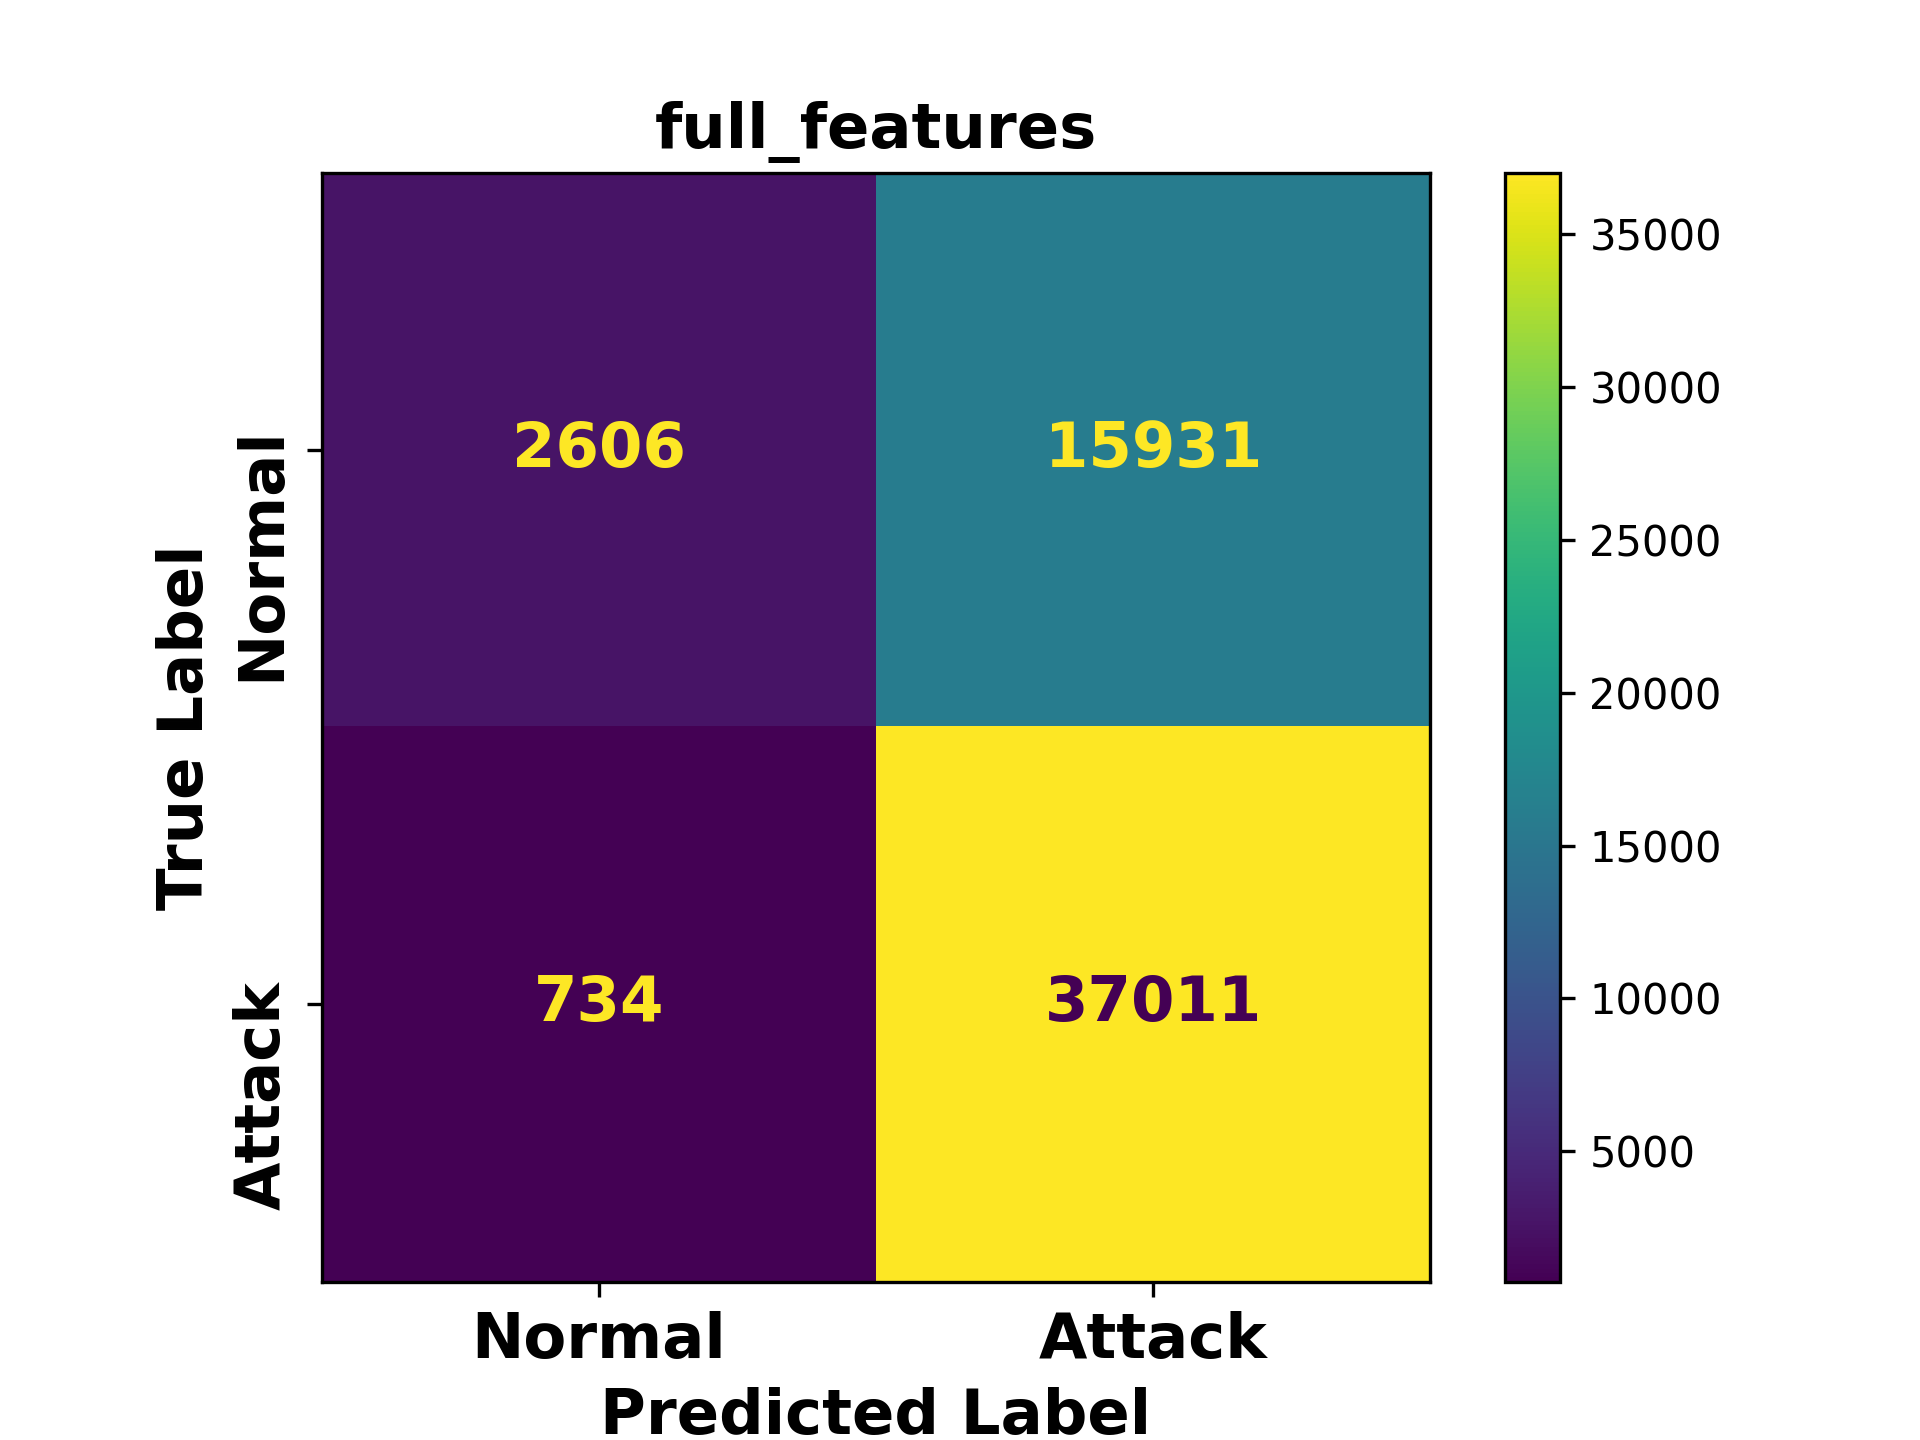 full_features
True Label
Normal
Attack
2606
15931
734
37011
Normal
Attack
Predicted Label
35000
30000
25000
20000
15000
10000
5000